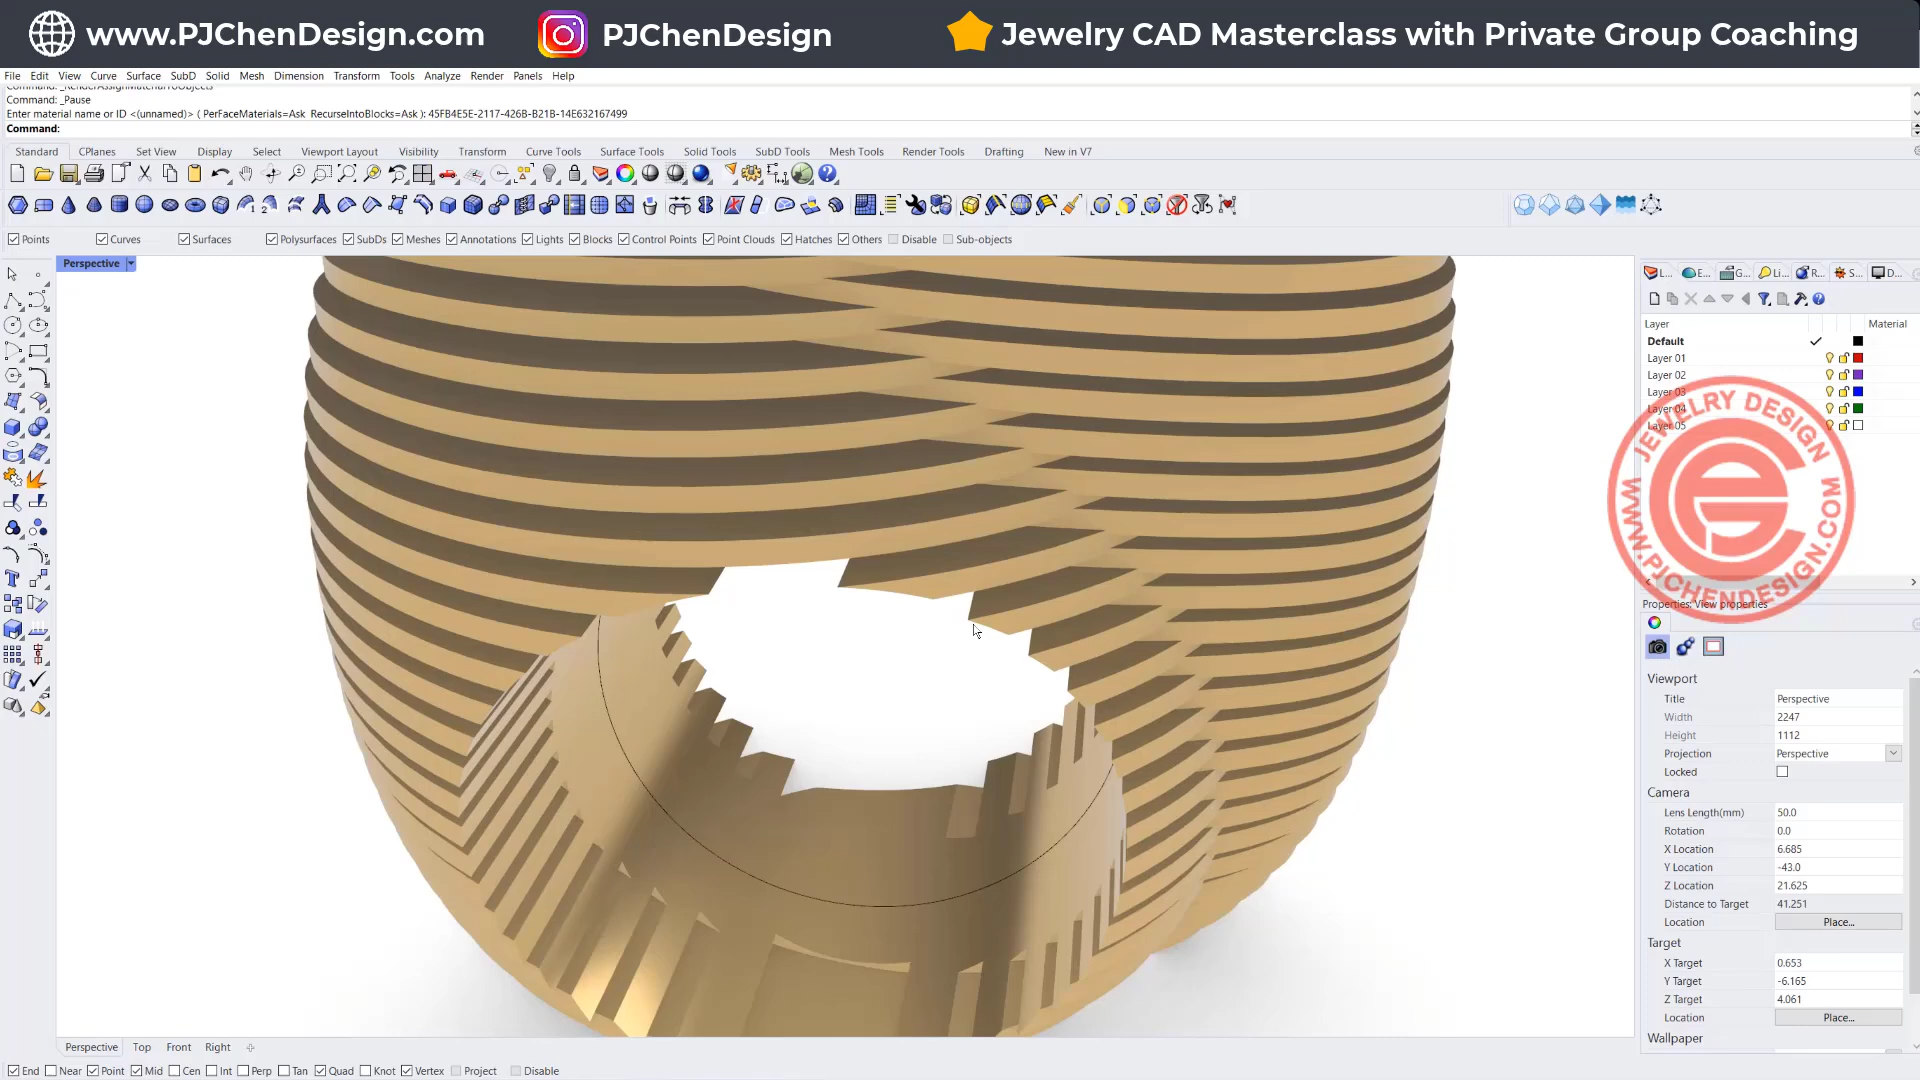 www.PJChenDesign.com PJChenDesign Jewelry CAD Masterclass with Private Group Coaching
File Edit View Curve Surface SubD Solid Mesh Dimension Transform Tools Analyze Render Panels Help
Command: _RenderAssignMaterialToObjects
Command: _Pause
Enter material name or ID <(unnamed)> ( PerFaceMaterials=Ask RecurseIntoBlocks=Ask ): 45FB4E5E-2117-426B-B21B-14E632167499
Command:
Standard CPlanes Set View Display Select Viewport Layout Visibility Transform Curve Tools Surface Tools Solid Tools SubD Tools Mesh Tools Render Tools Drafting New in V7
Points Curves Surfaces Polysurfaces SubDs Meshes Annotations Lights Blocks Control Points Point Clouds Hatches Others Disable Sub-objects
Perspective
L... E... G... Li... R... S... D...
Layer Material
Default
Layer 01
Layer 02
Layer 03
Layer 04
Layer 05
JEWELRY DESIGN
WWW.PJCHENDESIGN.COM
Properties: View properties
Viewport
Title Perspective
Width 2247
Height 1112
Projection Perspective
Locked
Camera
Lens Length(mm) 50.0
Rotation 0.0
X Location 6.685
Y Location -43.0
Z Location 21.625
Distance to Target 41.251
Location Place...
Target
X Target 0.653
Y Target -6.165
Z Target 4.061
Location Place...
Wallpaper
Perspective Top Front Right
End Near Point Mid Cen Int Perp Tan Quad Knot Vertex Project Disable